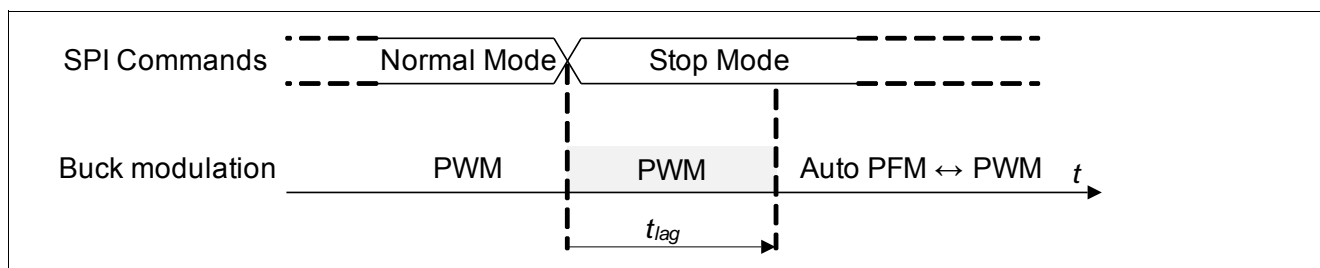 SPI Commands Normal Mode Stop Mode
Buck modulation PWM PWM Auto PFM ↔ PWM t
tlag